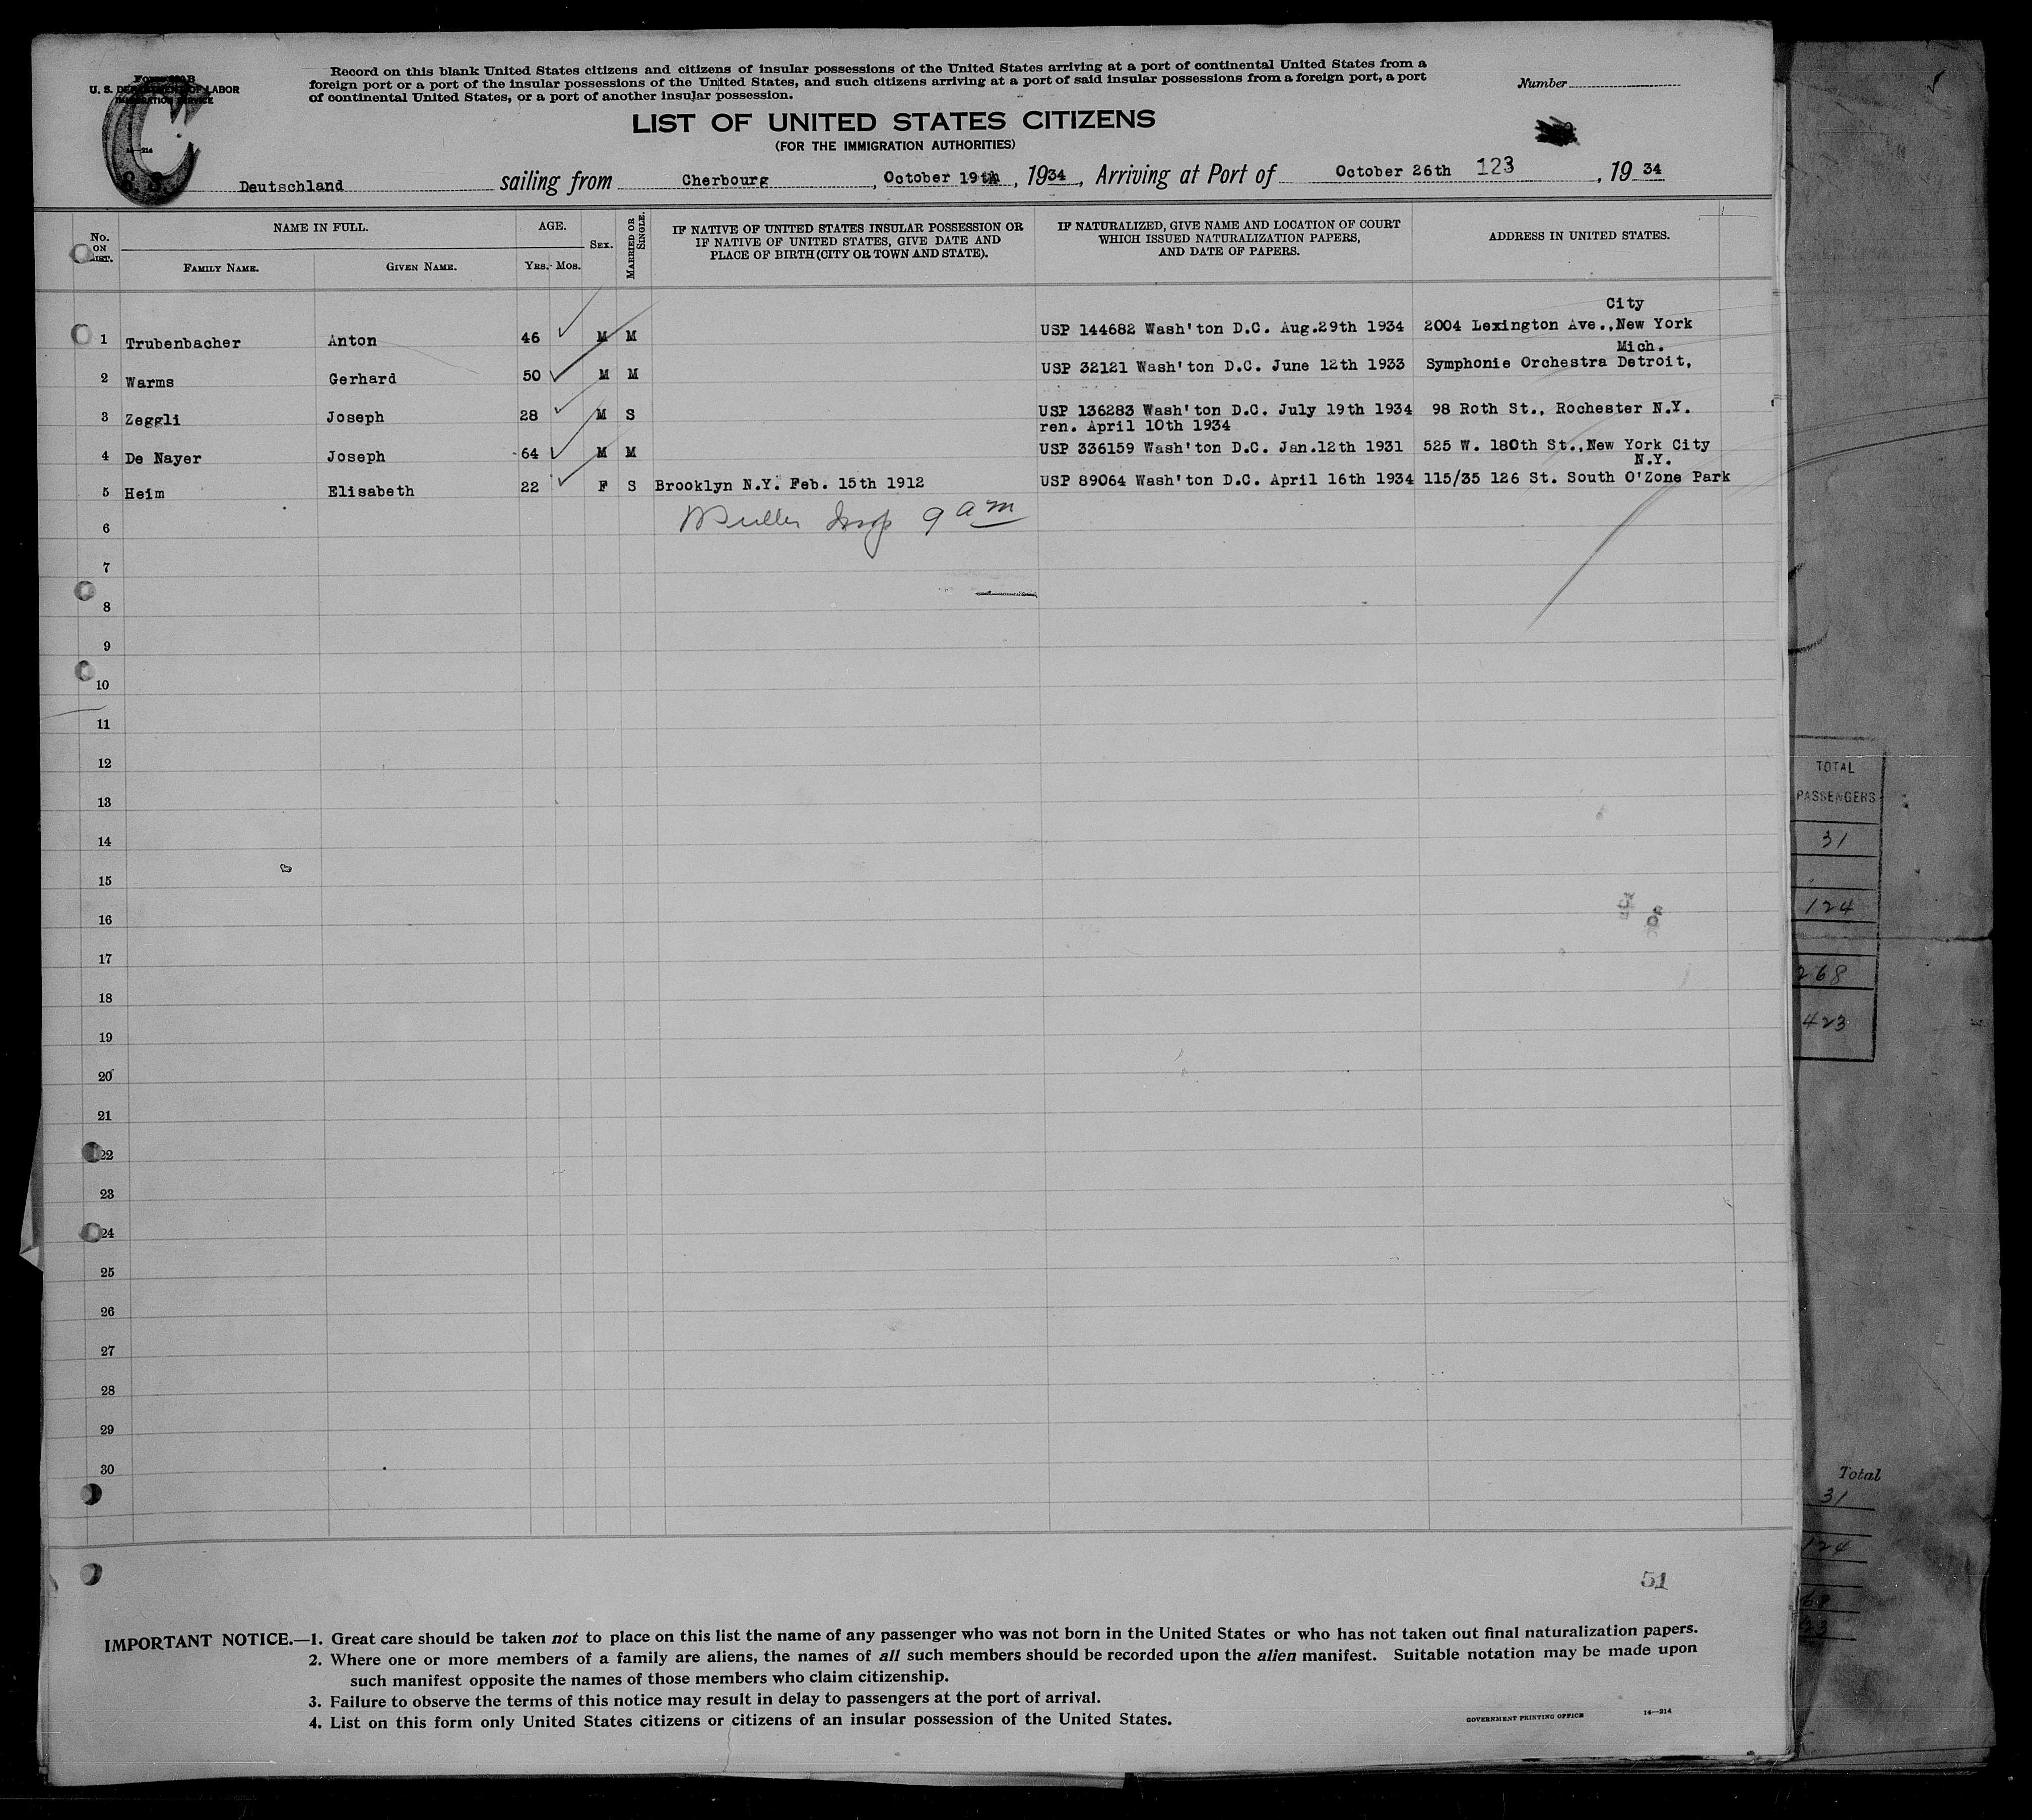 Record on this blank United States citizens and citizens of insular possessions of the United States arriving at a port of continental United States from a
foreign port or a port of the insular possessions of the United States, and such citizens arriving at a port of said insular possessions from a foreign port, a port
of continental United States, or a port of another insular possession.
U. S. DEPARTMENT OF LABOR
IMMIGRATION SERVICE
Number
LIST OF UNITED STATES CITIZENS
(FOR THE IMMIGRATION AUTHORITIES)
S. S. Deutschland sailing from Cherbourg, October 19th, 1934, Arriving at Port of October 26th 123, 19 34
No. ON LIST.
NAME IN FULL.
FAMILY NAME.
GIVEN NAME.
AGE.
YRS. MOS.
SEX.
MARRIED OR SINGLE.
IF NATIVE OF UNITED STATES INSULAR POSSESSION OR
IF NATIVE OF UNITED STATES, GIVE DATE AND
PLACE OF BIRTH (CITY OR TOWN AND STATE).
IF NATURALIZED, GIVE NAME AND LOCATION OF COURT
WHICH ISSUED NATURALIZATION PAPERS,
AND DATE OF PAPERS.
ADDRESS IN UNITED STATES.
City
1 Trubenbacher Anton 46 M M USP 144682 Wash'ton D.C. Aug.29th 1934 2004 Lexington Ave.,New York
Mich.
2 Warms Gerhard 50 M M USP 32121 Wash'ton D.C. June 12th 1933 Symphonie Orchestra Detroit,
3 Zeggli Joseph 28 M S USP 136283 Wash'ton D.C. July 19th 1934 98 Roth St., Rochester N.Y.
ren. April 10th 1934
4 De Nayer Joseph 64 M M USP 336159 Wash'ton D.C. Jan.12th 1931 525 W. 180th St.,New York City
N.Y.
5 Heim Elisabeth 22 F S Brooklyn N.Y. Feb. 15th 1912 USP 89064 Wash'ton D.C. April 16th 1934 115/35 126 St. South O'Zone Park
6 Muller Insp 9 am
7
8
9
10
11
12
13
14
15
16
17
18
19
20
21
22
23
24
25
26
27
28
29
30
TOTAL
PASSENGERS
31
124
268
423
Total
31
124
51
IMPORTANT NOTICE.—1. Great care should be taken not to place on this list the name of any passenger who was not born in the United States or who has not taken out final naturalization papers.
2. Where one or more members of a family are aliens, the names of all such members should be recorded upon the alien manifest. Suitable notation may be made upon
such manifest opposite the names of those members who claim citizenship.
3. Failure to observe the terms of this notice may result in delay to passengers at the port of arrival.
4. List on this form only United States citizens or citizens of an insular possession of the United States.
GOVERNMENT PRINTING OFFICE 14—214